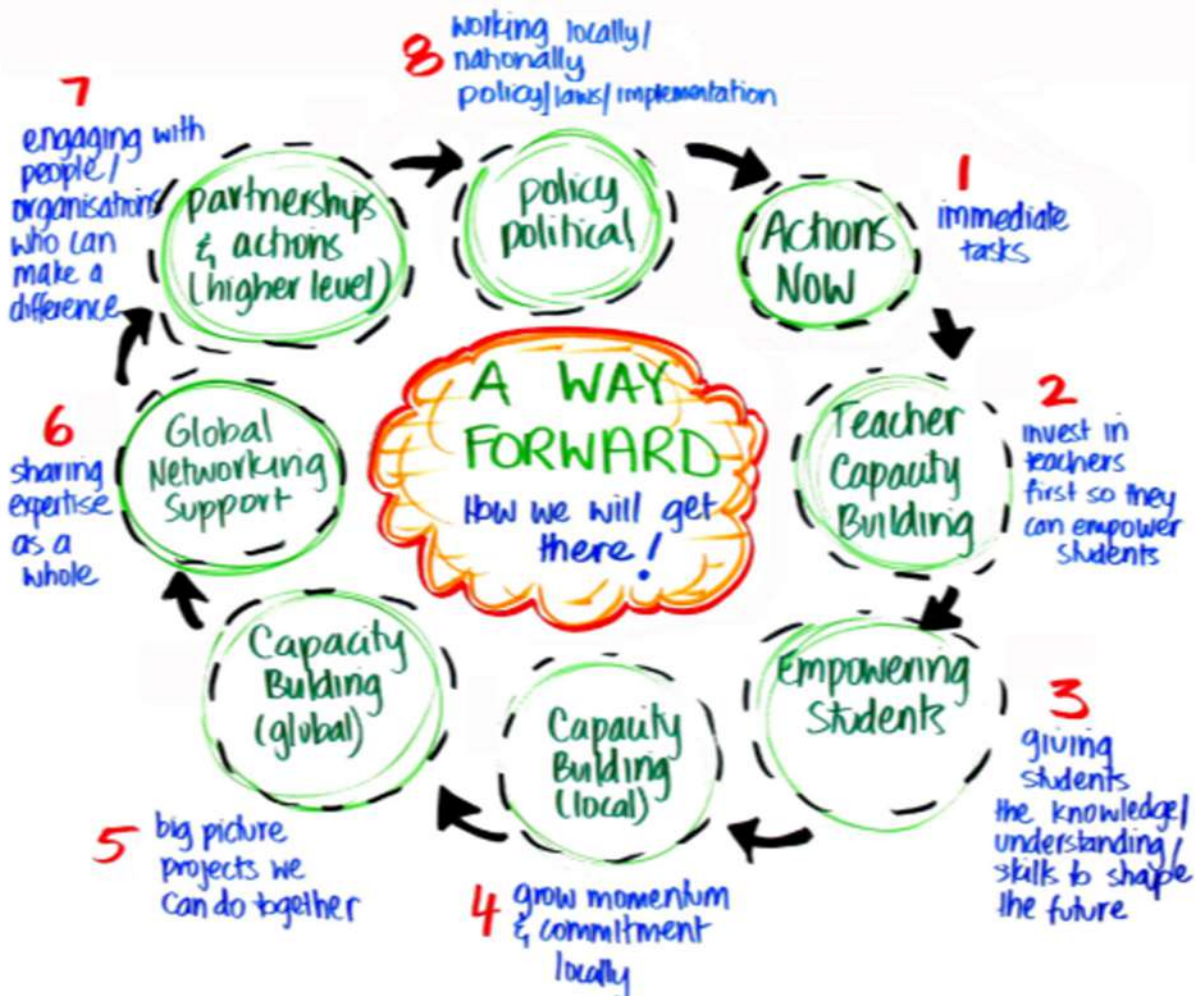 A WAY
FORWARD
How we will get
there!
1
immediate
tasks
Actions
Now
2
invest in
teachers
first so they
can empower
students
Teacher
Capacity
Building
3
giving
students
the knowledge/
understanding/
skills to shape
the future
Empowering
Students
4
grow momentum
& commitment
locally
Capacity
Building
(local)
5
big picture
projects we
can do together
Capacity
Building
(global)
6
sharing
expertise
as a
whole
Global
Networking
Support
7
engaging with
people/
organisations
who can
make a
difference
partnerships
& actions
(higher level)
8
working locally/
nationally
policy/laws/implementation
policy
political